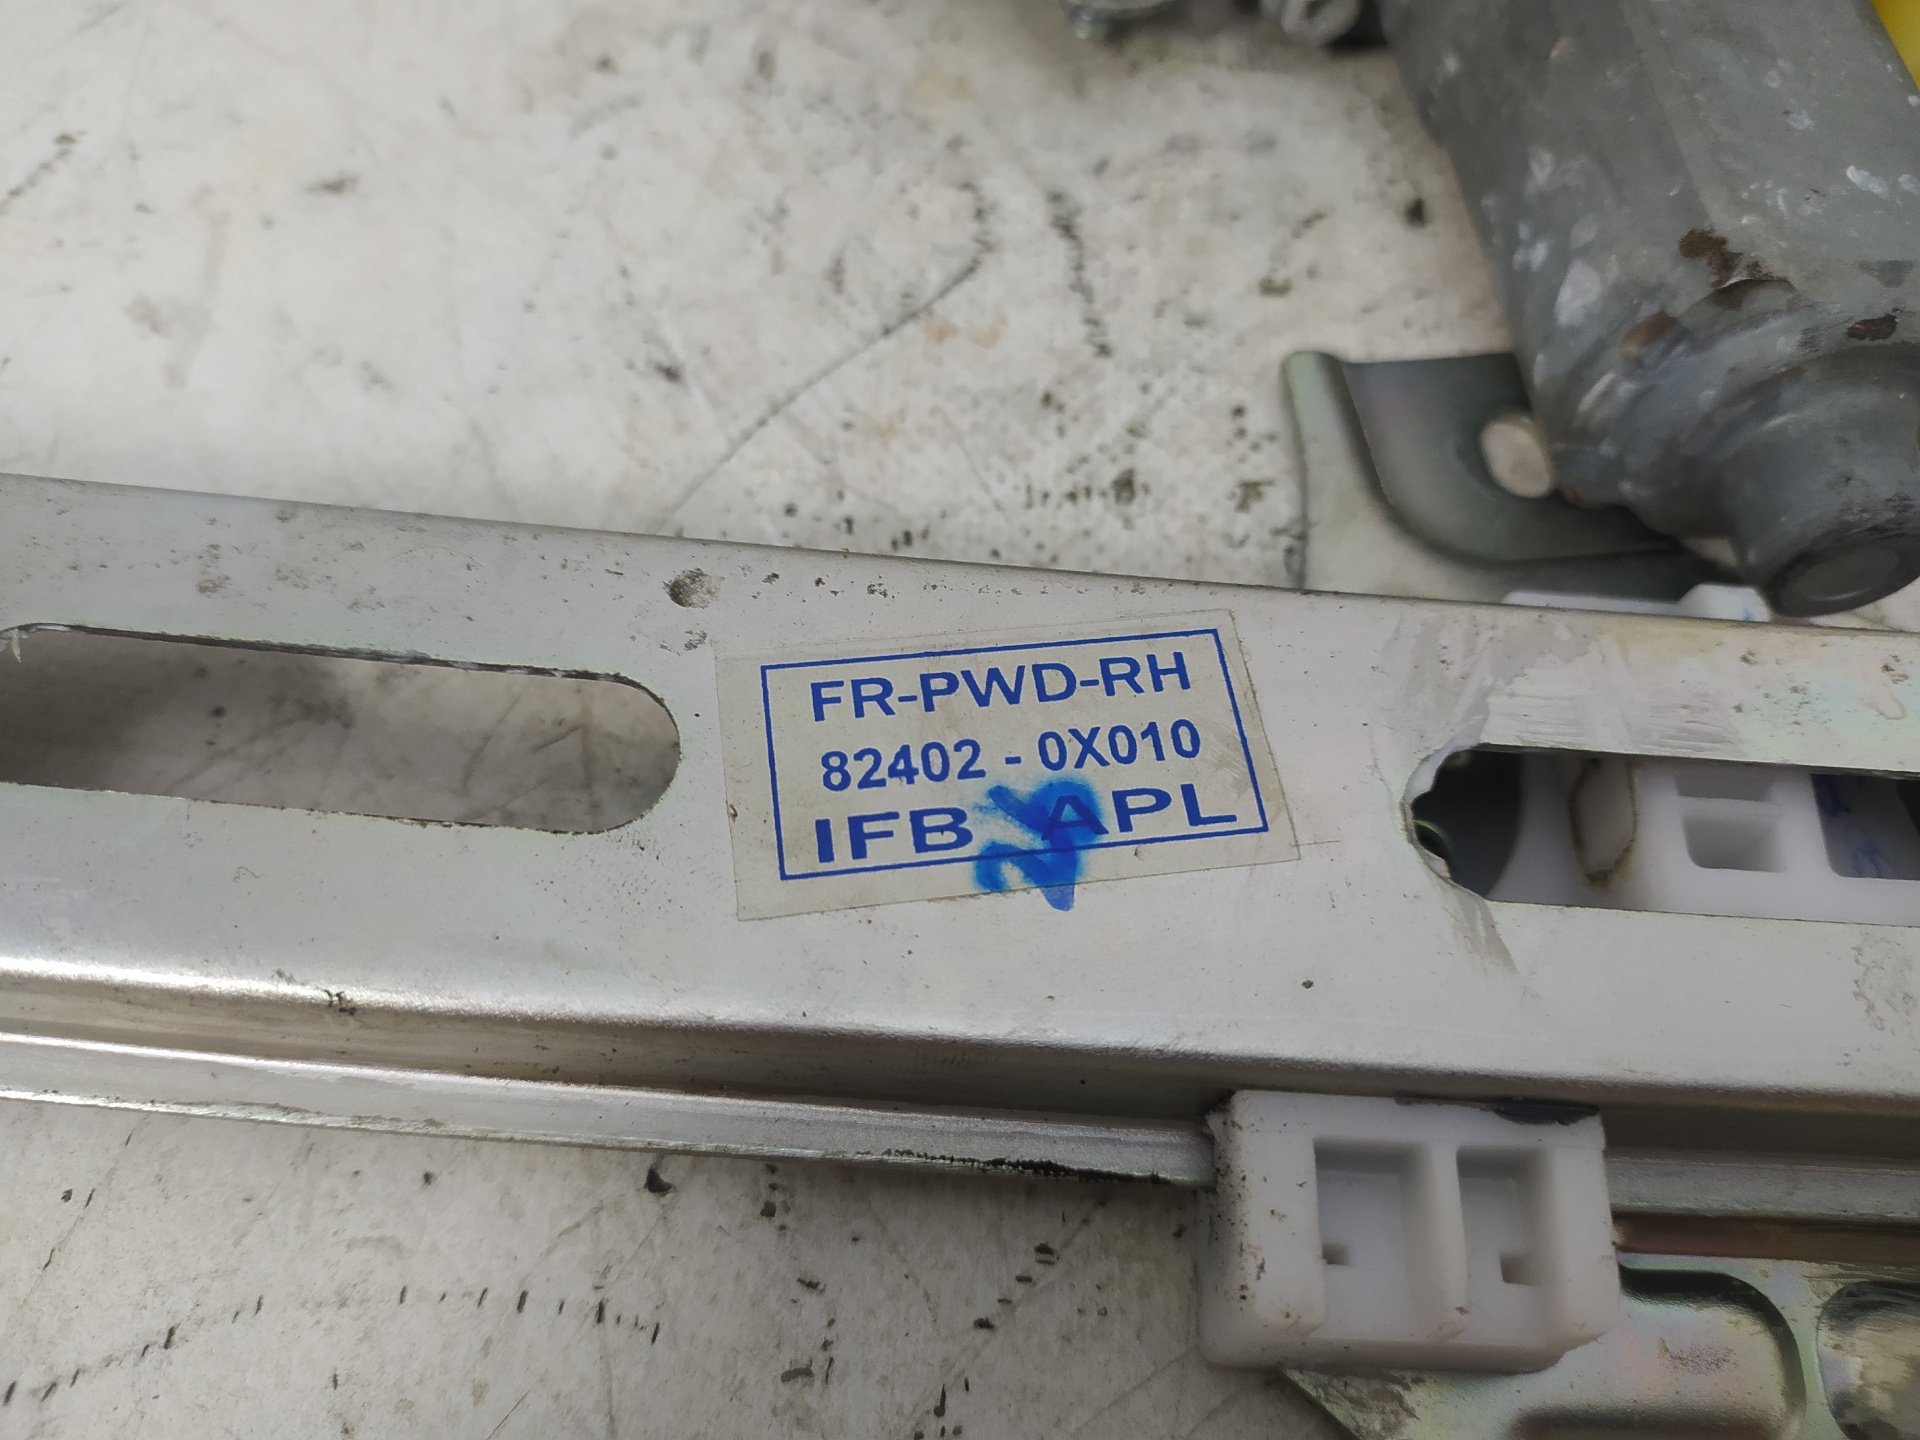 FR-PWD-RH
82402 - 0X010
IFB APL